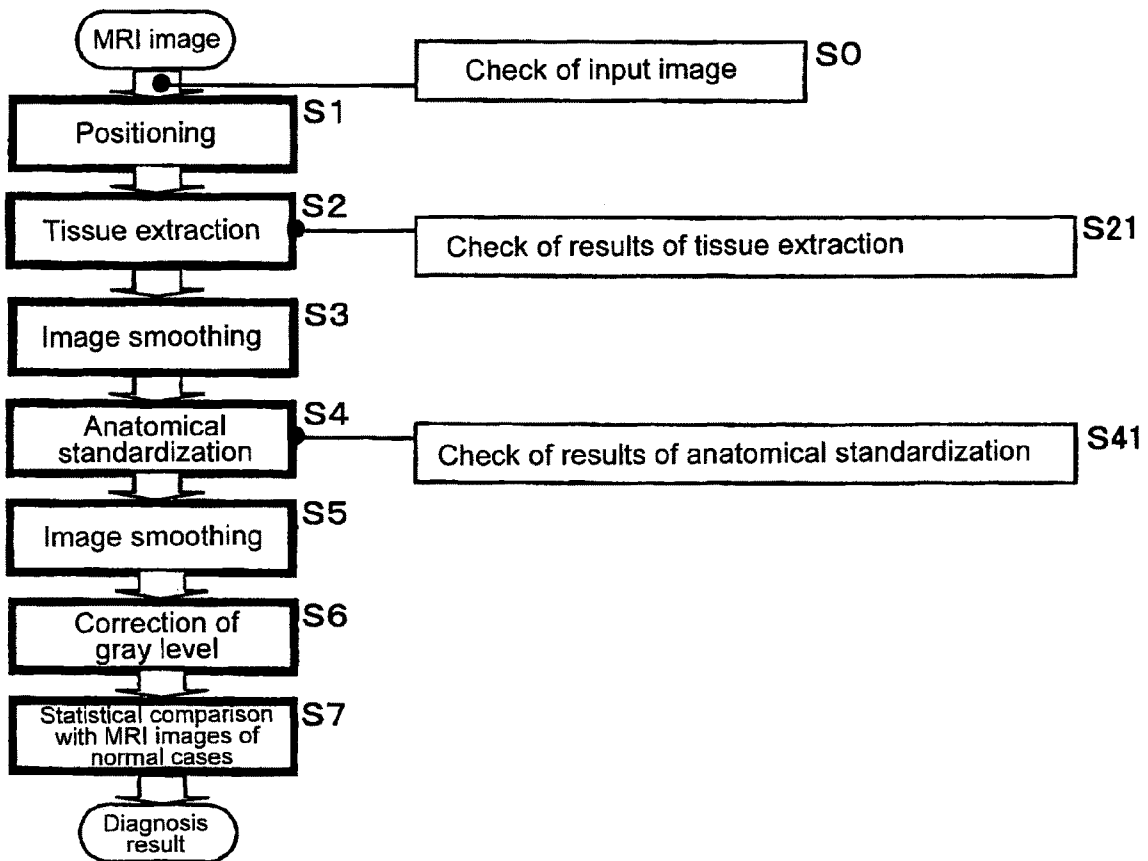 MRI image
Check of input image
S0
S1
Positioning
S2
Tissue extraction
Check of results of tissue extraction
S21
S3
Image smoothing
S4
Anatomical
standardization
Check of results of anatomical standardization
S41
S5
Image smoothing
S6
Correction of
gray level
S7
Statistical comparison
with MRI images of
normal cases
Diagnosis
result